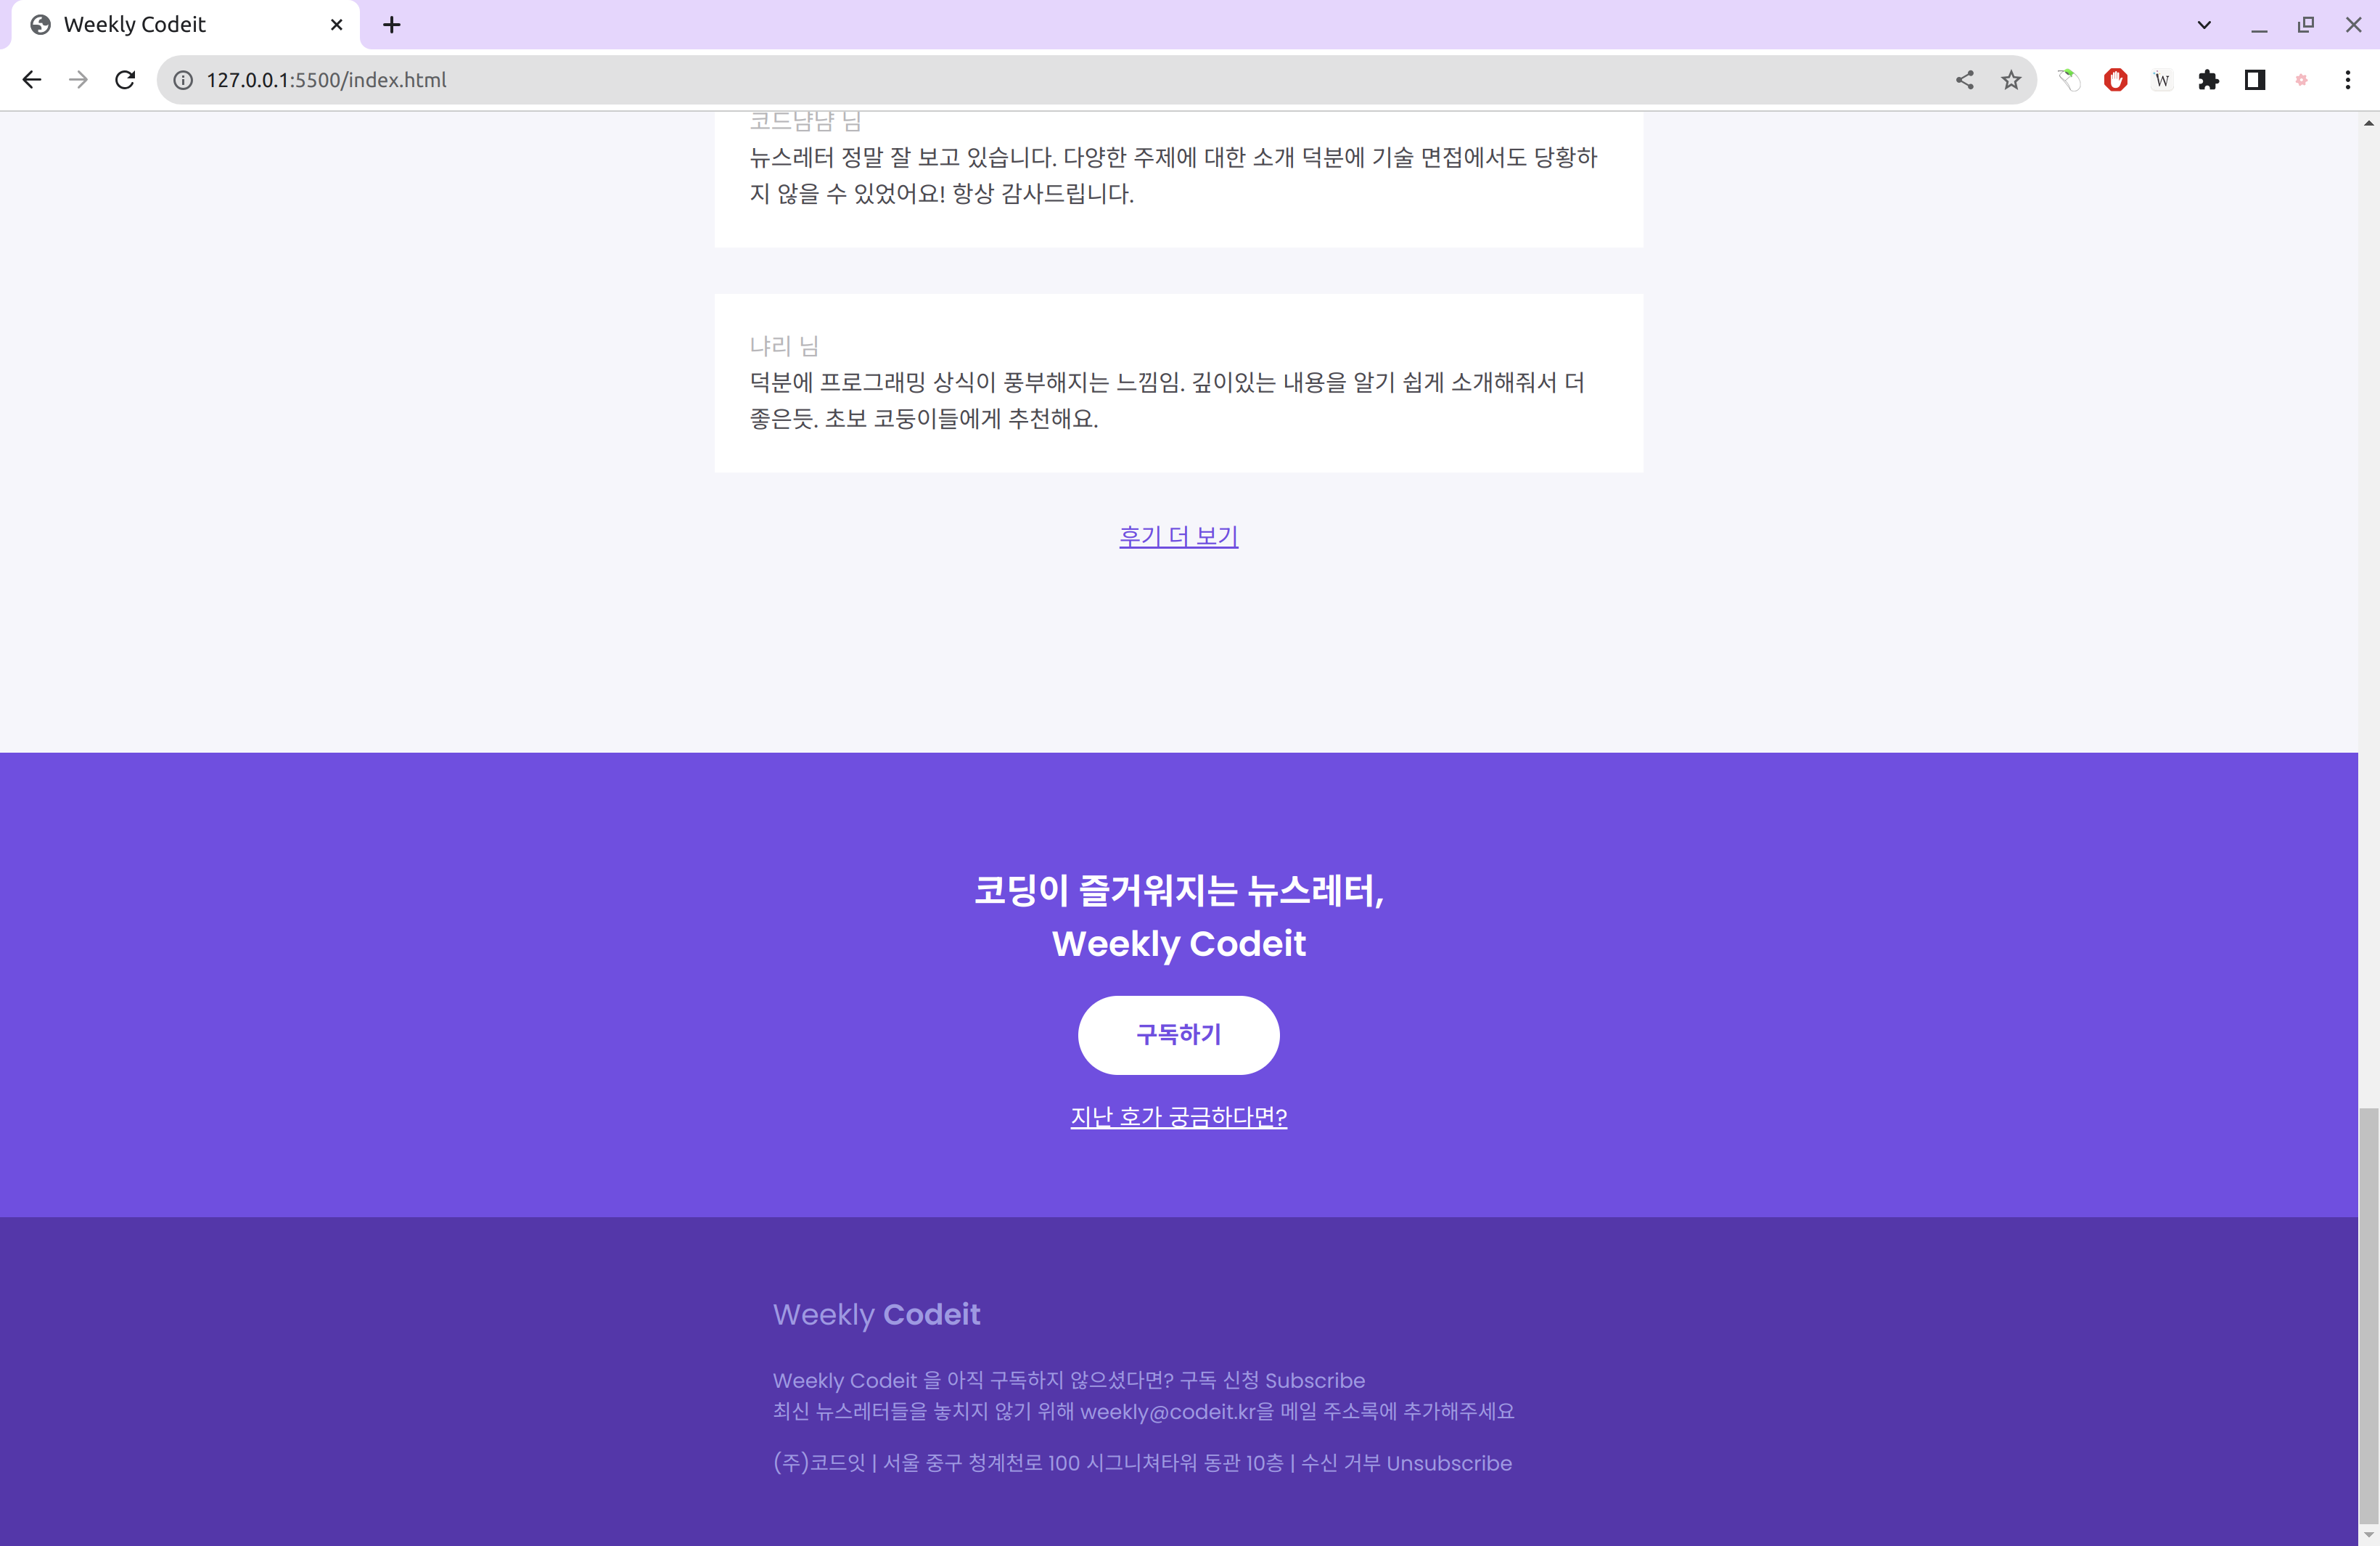 Weekly Codeit
127.0.0.1:5500/index.html
W
코드냠냠 님
뉴스레터 정말 잘 보고 있습니다. 다양한 주제에 대한 소개 덕분에 기술 면접에서도 당황하
지 않을 수 있었어요! 항상 감사드립니다.
냐리 님
덕분에 프로그래밍 상식이 풍부해지는 느낌임. 깊이있는 내용을 알기 쉽게 소개해줘서 더
좋은듯. 초보 코둥이들에게 추천해요.
후기 더 보기
코딩이 즐거워지는 뉴스레터,
Weekly Codeit
구독하기
지난 호가 궁금하다면?
Weekly Codeit
Weekly Codeit 을 아직 구독하지 않으셨다면? 구독 신청 Subscribe
최신 뉴스레터들을 놓치지 않기 위해 weekly@codeit.kr을 메일 주소록에 추가해주세요
(주)코드잇 | 서울 중구 청계천로 100 시그니쳐타워 동관 10층 | 수신 거부 Unsubscribe